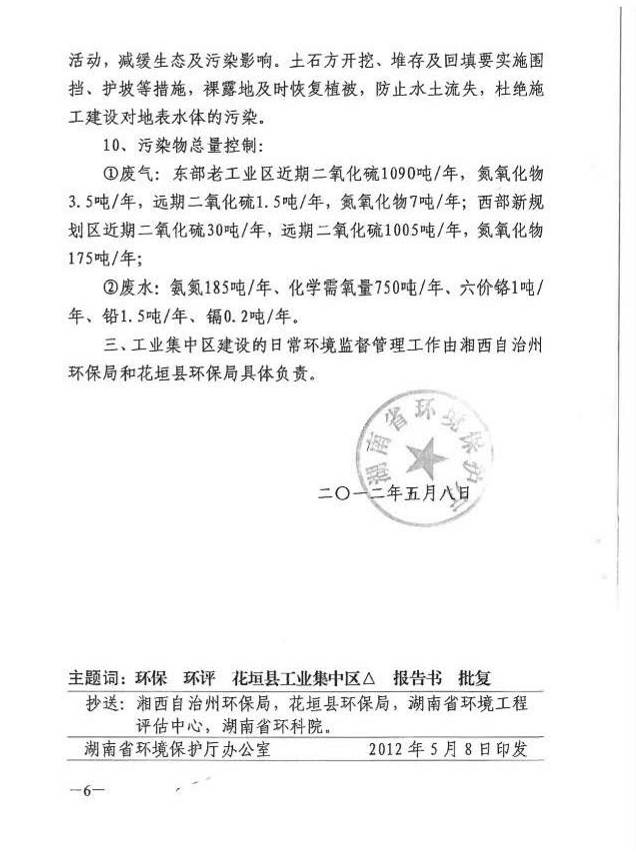 活动，减缓生态及污染影响。土石方开挖、堆存及回填要实施围
挡、护坡等措施，裸露地及时恢复植被，防止水土流失，杜绝施
工建设对地表水体的污染。
10、污染物总量控制：
①废气：东部老工业区近期二氧化硫1090吨/年，氮氧化物
3.5吨/年，远期二氧化硫1.5吨/年，氮氧化物7吨/年；西部新规
划区近期二氧化硫30吨/年，远期二氧化硫1005吨/年，氮氧化物
175吨/年；
②废水：氨氮185吨/年、化学需氧量750吨/年、六价铬1吨/
年、铅1.5吨/年、镉0.2吨/年。
三、工业集中区建设的日常环境监督管理工作由湘西自治州
环保局和花垣县环保局具体负责。
湖南省环境保护厅
二〇一二年五月八日
主题词：环保 环评 花垣县工业集中区△ 报告书 批复
抄送：湘西自治州环保局，花垣县环保局，湖南省环境工程
评估中心，湖南省环科院。
湖南省环境保护厅办公室 2012年5月8日印发
—6—